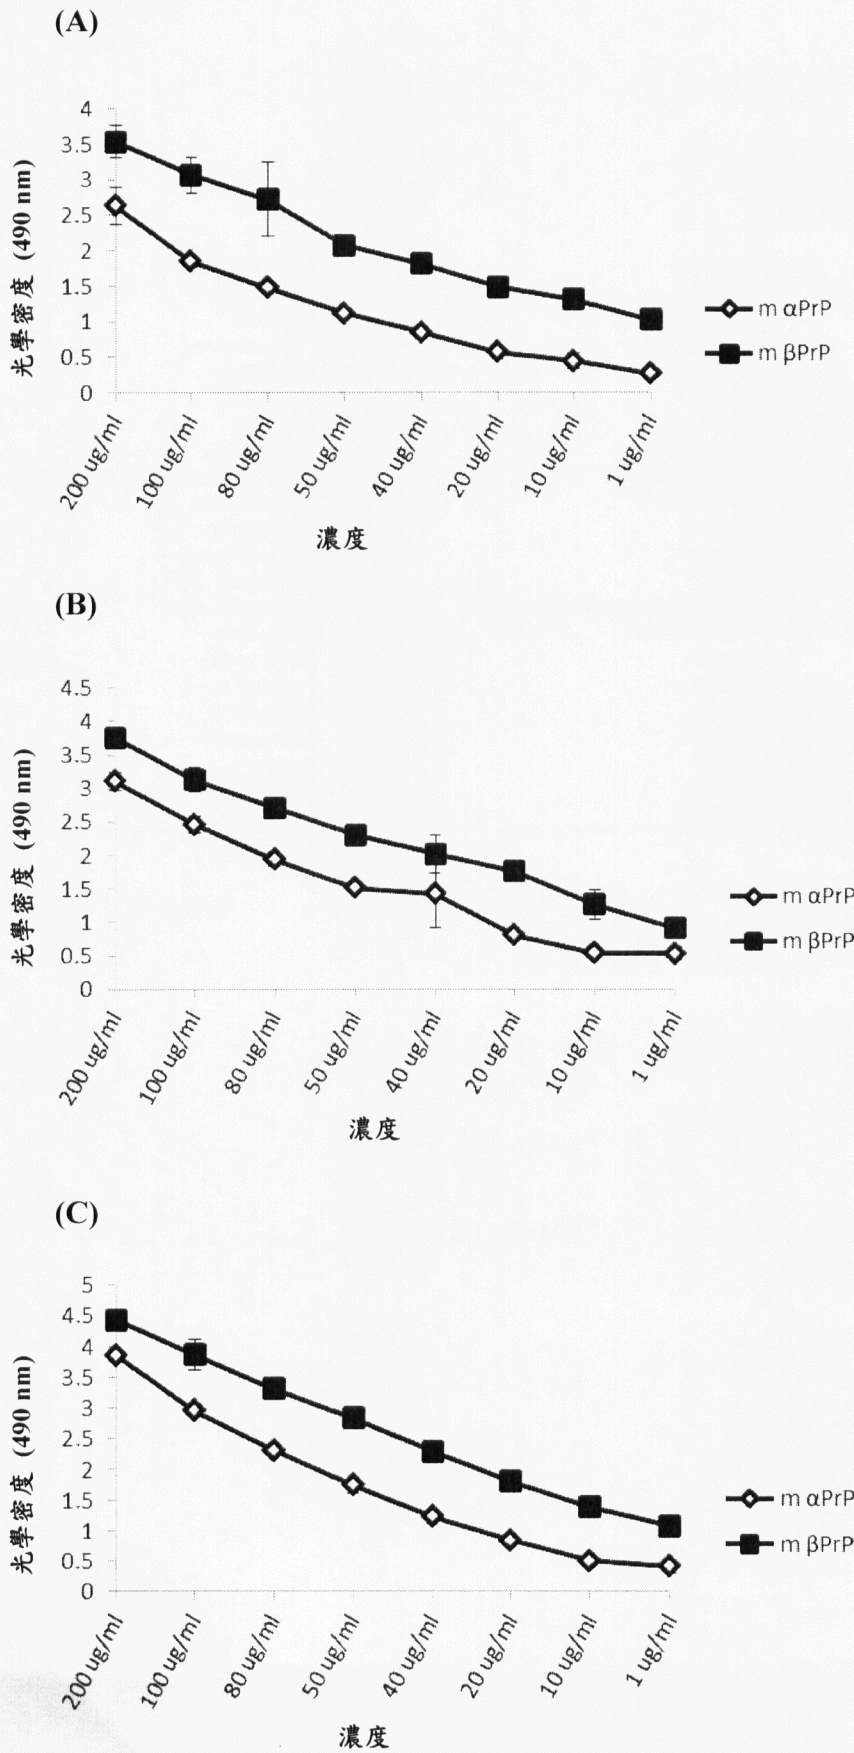 (A)
4
3.5
3
2.5
2
1.5
1
0.5
0
光學密度 (490 nm)
200 ug/ml
100 ug/ml
80 ug/ml
50 ug/ml
40 ug/ml
20 ug/ml
10 ug/ml
1 ug/ml
濃度
m αPrP
m βPrP
(B)
4.5
4
3.5
3
2.5
2
1.5
1
0.5
0
光學密度 (490 nm)
200 ug/ml
100 ug/ml
80 ug/ml
50 ug/ml
40 ug/ml
20 ug/ml
10 ug/ml
1 ug/ml
濃度
m αPrP
m βPrP
(C)
5
4.5
4
3.5
3
2.5
2
1.5
1
0.5
0
光學密度 (490 nm)
200 ug/ml
100 ug/ml
80 ug/ml
50 ug/ml
40 ug/ml
20 ug/ml
10 ug/ml
1 ug/ml
濃度
m αPrP
m βPrP